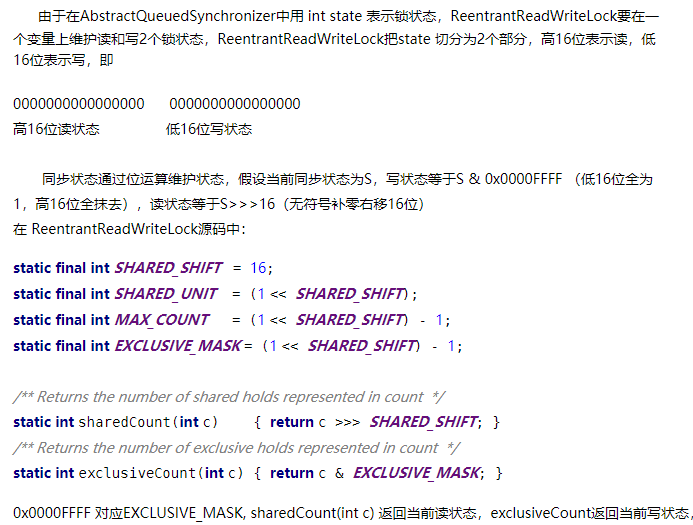 由于在AbstractQueuedSynchronizer中用 int state 表示锁状态，ReentrantReadWriteLock要在一
个变量上维护读和写2个锁状态，ReentrantReadWriteLock把state 切分为2个部分，高16位表示读，低
16位表示写，即
0000000000000000 0000000000000000
高16位读状态 低16位写状态
同步状态通过位运算维护状态，假设当前同步状态为S，写状态等于S & 0x0000FFFF （低16位全为
1，高16位全抹去），读状态等于S>>>16（无符号补零右移16位）
在 ReentrantReadWriteLock源码中：
static final int SHARED_SHIFT = 16;
static final int SHARED_UNIT = (1 << SHARED_SHIFT);
static final int MAX_COUNT = (1 << SHARED_SHIFT) - 1;
static final int EXCLUSIVE_MASK = (1 << SHARED_SHIFT) - 1;
/** Returns the number of shared holds represented in count */
static int sharedCount(int c) { return c >>> SHARED_SHIFT; }
/** Returns the number of exclusive holds represented in count */
static int exclusiveCount(int c) { return c & EXCLUSIVE_MASK; }
0x0000FFFF 对应EXCLUSIVE_MASK, sharedCount(int c) 返回当前读状态，exclusiveCount返回当前写状态，